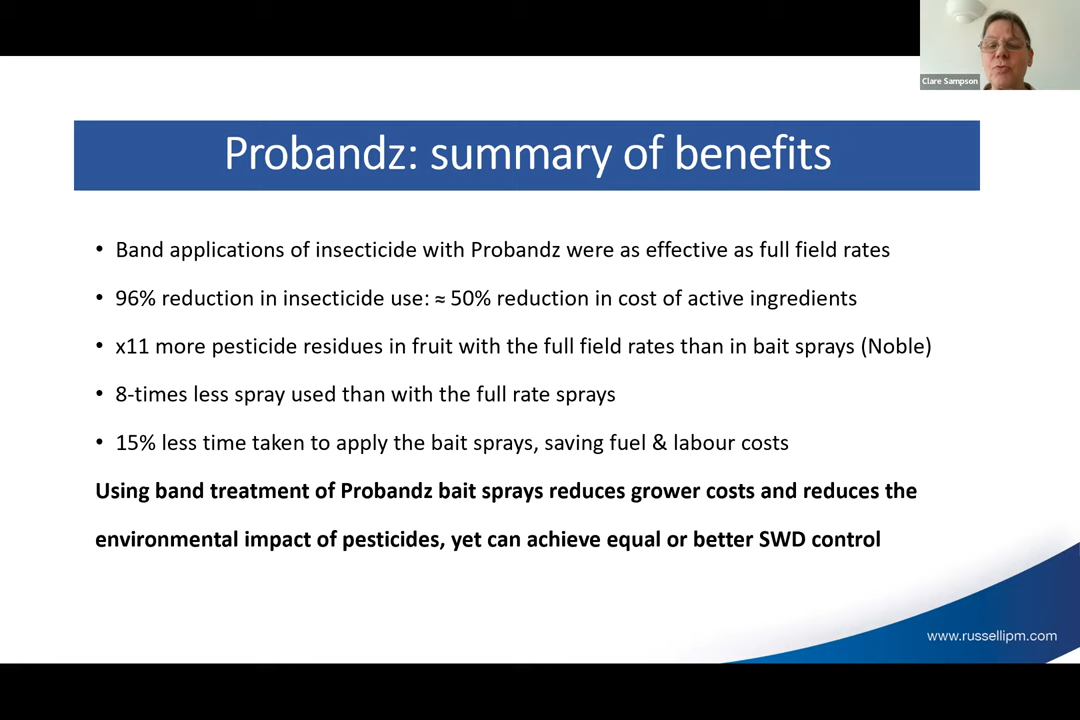 Clare Sampson
Probandz: summary of benefits
• Band applications of insecticide with Probandz were as effective as full field rates
• 96% reduction in insecticide use: ≈ 50% reduction in cost of active ingredients
• x11 more pesticide residues in fruit with the full field rates than in bait sprays (Noble)
• 8-times less spray used than with the full rate sprays
• 15% less time taken to apply the bait sprays, saving fuel & labour costs
Using band treatment of Probandz bait sprays reduces grower costs and reduces the
environmental impact of pesticides, yet can achieve equal or better SWD control
www.russellipm.com